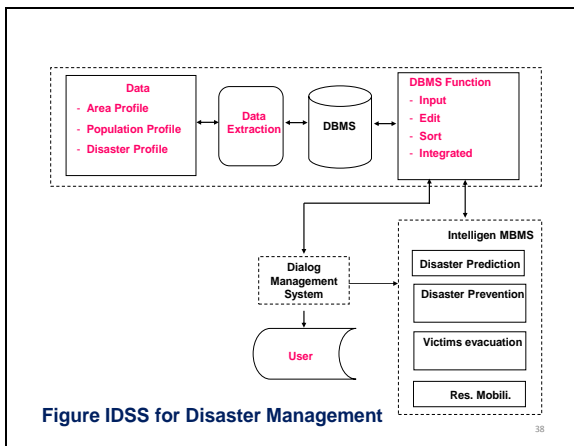 Data
- Area Profile
- Population Profile
- Disaster Profile
Data
Extraction
DBMS
DBMS Function
- Input
- Edit
- Sort
- Integrated
Intelligen MBMS
Disaster Prediction
Disaster Prevention
Victims evacuation
Res. Mobili.
Dialog
Management
System
User
Figure IDSS for Disaster Management
38